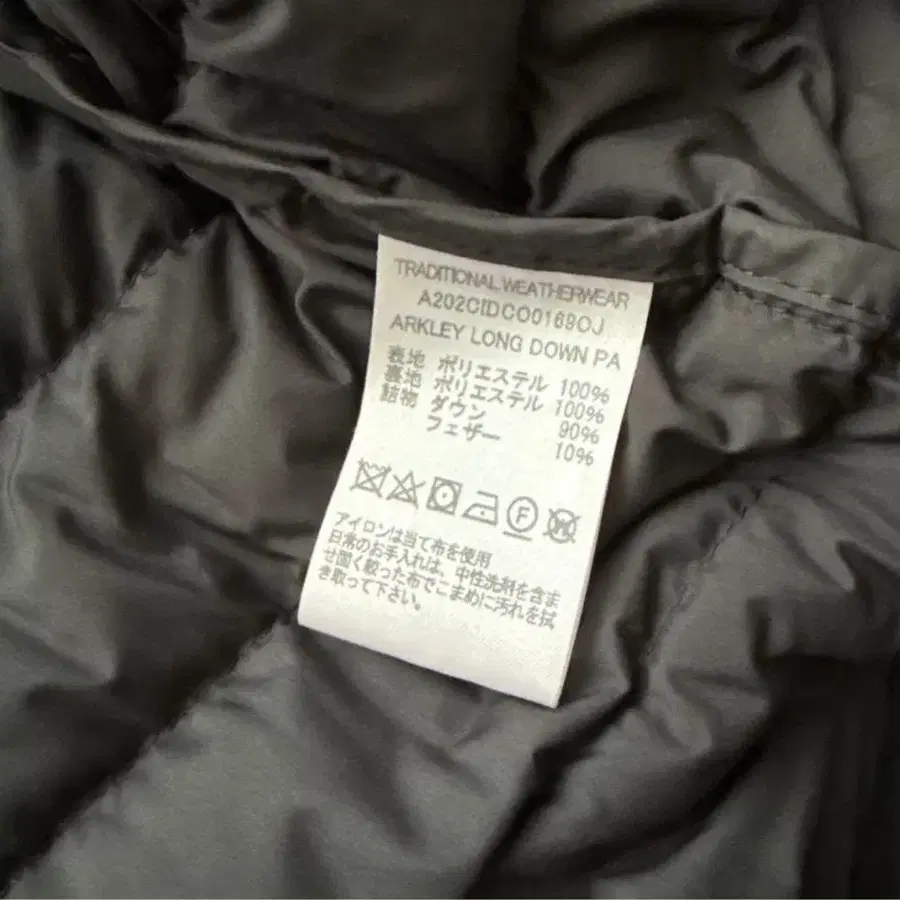 TRADITIONAL WEATHERWEAR
A202CIDCO0169OJ
ARKLEY LONG DOWN PA
表地 ポリエステル 100%
裏地 ポリエステル 100%
詰物 ダウン 90%
フェザー 10%
F
W
アイロンは当て布を使用
日常のお手入れは、中性洗剤を含ま
せ固く絞った布でこまめに汚れを拭
き取って下さい。